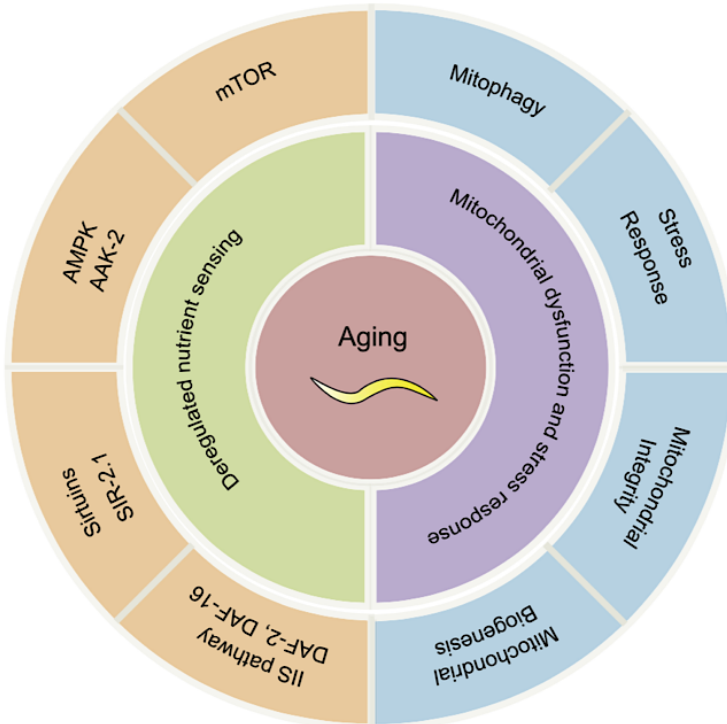 mTOR
Mitophagy
AMPK
AAK-2
Stress
Response
Deregulated nutrient sensing
Mitochondrial dysfunction and stress response
Aging
Sirtuins
SIR-2.1
Mitochondrial
Integrity
IIS pathway
DAF-2, DAF-16
Mitochondrial
Biogenesis